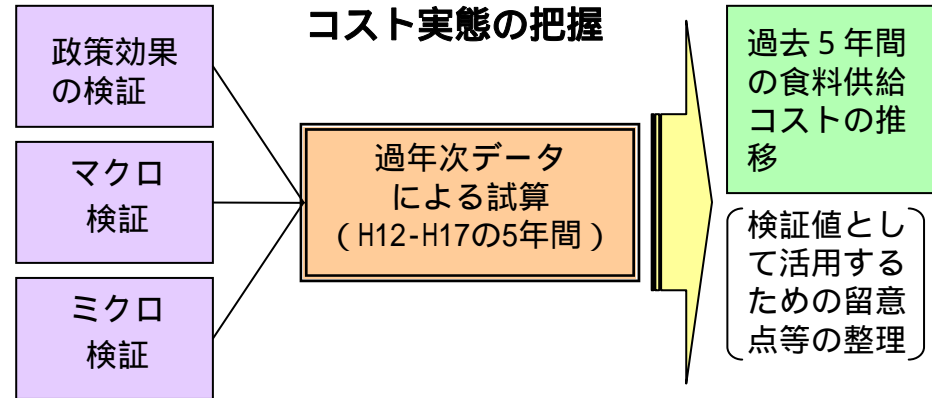 コスト実態の把握
政策効果
の検証
マクロ
検証
ミクロ
検証
過年次データ
による試算
（H12-H17の5年間）
過去５年間
の食料供給
コストの推
移
検証値とし
て活用する
ための留意
点等の整理